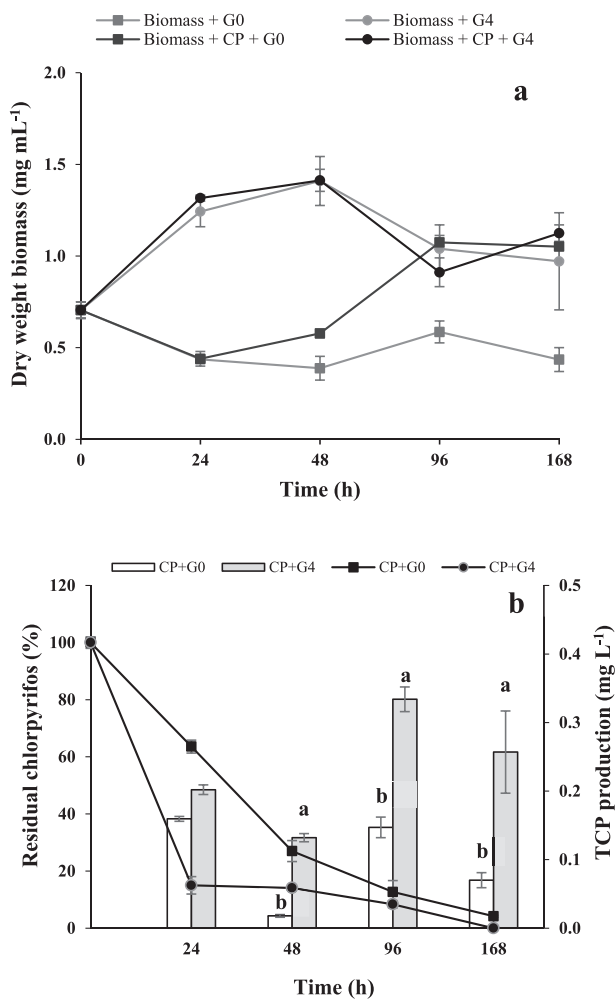 Biomass + G0 Biomass + G4
Biomass + CP + G0 Biomass + CP + G4
a
Dry weight biomass (mg mL⁻¹)
2.0
1.5
1.0
0.5
0.0
0 24 48 96 168
Time (h)
CP+G0 CP+G4 CP+G0 CP+G4
b
Residual chlorpyrifos (%)
120
100
80
60
40
20
0
TCP production (mg L⁻¹)
0.5
0.4
0.3
0.2
0.1
0.0
a
a
b
a
b
b
24 48 96 168
Time (h)